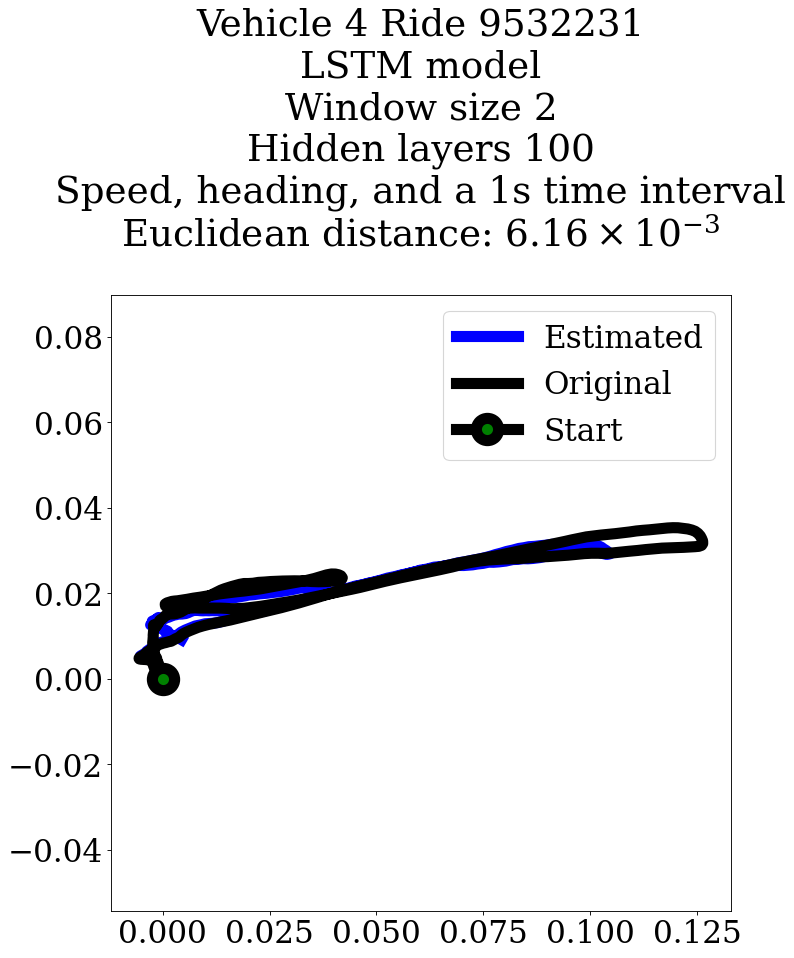 Vehicle 4 Ride 9532231
LSTM model
Window size 2
Hidden layers 100
Speed, heading, and a 1s time interval
Euclidean distance: 6.16 × 10⁻³
Estimated
Original
Start
0.08
0.06
0.04
0.02
0.00
−0.02
−0.04
0.000 0.025 0.050 0.075 0.100 0.125